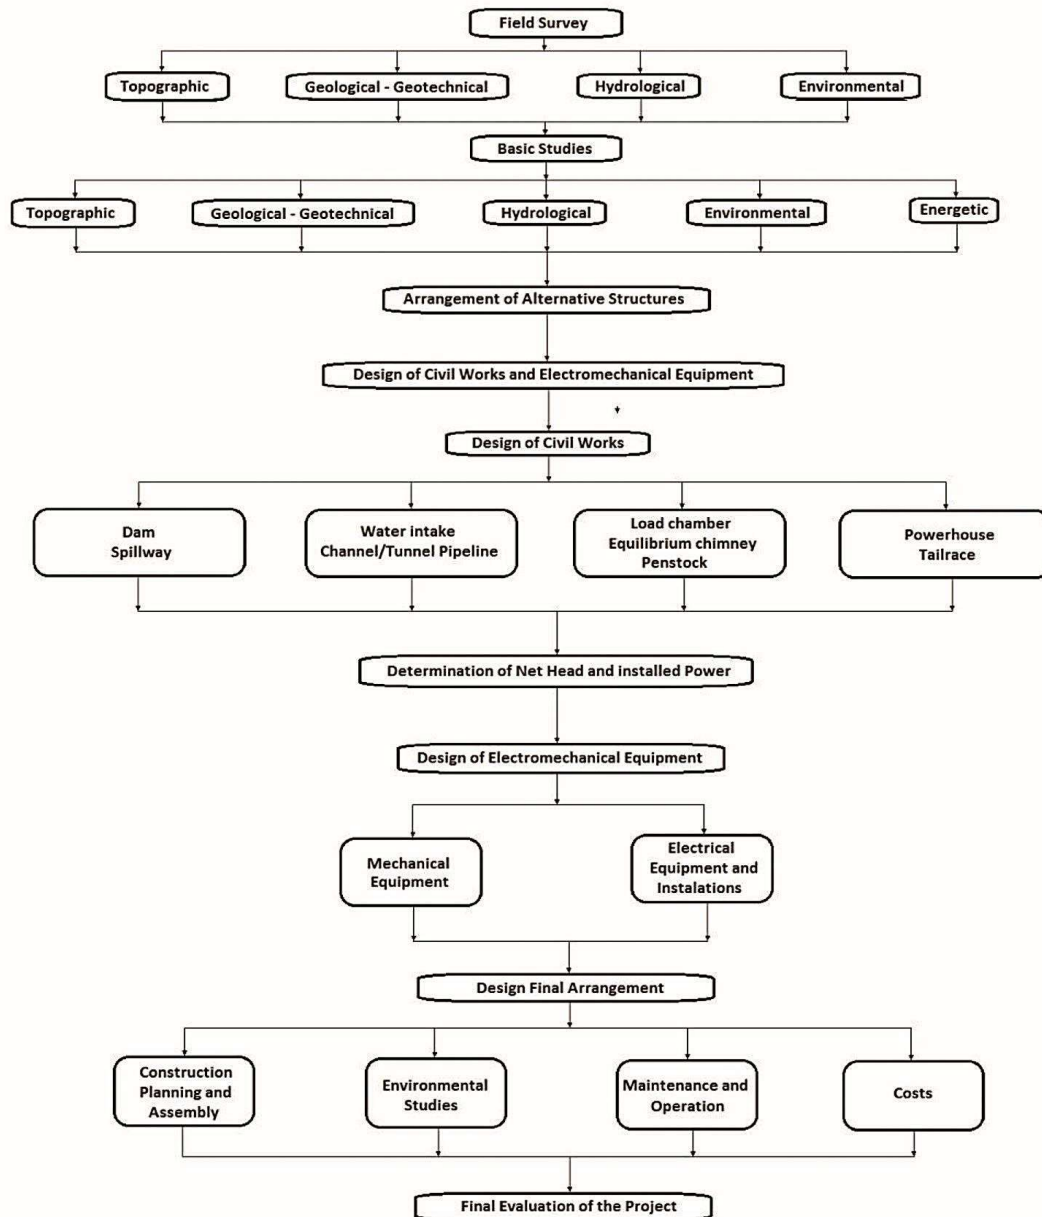 Field Survey
Topographic
Geological - Geotechnical
Hydrological
Environmental
Basic Studies
Topographic
Geological - Geotechnical
Hydrological
Environmental
Energetic
Arrangement of Alternative Structures
Design of Civil Works and Electromechanical Equipment
Design of Civil Works
Dam
Spillway
Water intake
Channel/Tunnel Pipeline
Load chamber
Equilibrium chimney
Penstock
Powerhouse
Tailrace
Determination of Net Head and installed Power
Design of Electromechanical Equipment
Mechanical
Equipment
Electrical
Equipment and
Instalations
Design Final Arrangement
Construction
Planning and
Assembly
Environmental
Studies
Maintenance and
Operation
Costs
Final Evaluation of the Project